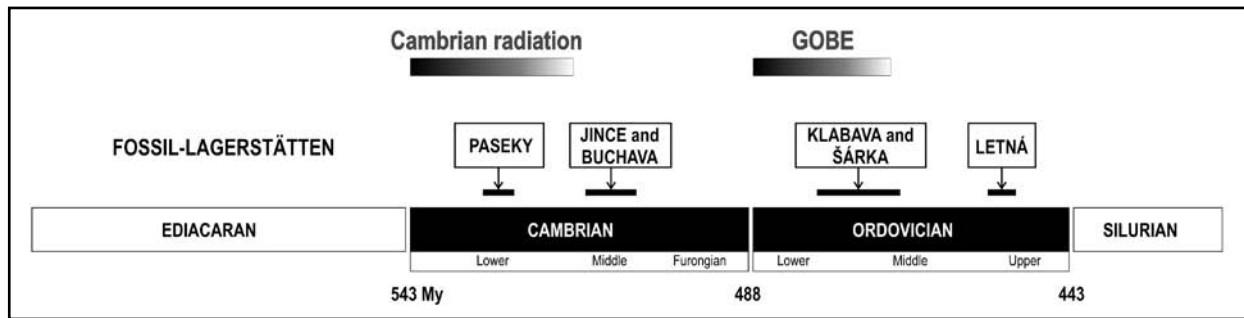 Cambrian radiation GOBE
FOSSIL-LAGERSTÄTTEN
PASEKY
JINCE and
BUCHAVA
KLABAVA and
ŠÁRKA
LETNÁ
EDIACARAN CAMBRIAN ORDOVICIAN SILURIAN
Lower Middle Furongian Lower Middle Upper
543 My 488 443